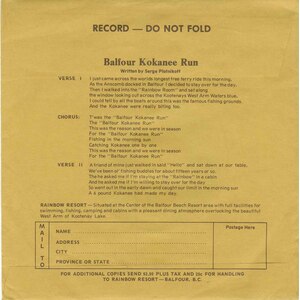 RECORD — DO NOT FOLD
Balfour Kokanee Run
Written by Serge Plotnikoff
VERSE I
I just came across the worlds longest free ferry ride this morning,
As the Anscomb docked in Balfour I decided to stay over for the day.
Then I walked into the "Rainbow Room" and sat along,
the window looking out across the Kootenays West Arm Waters blue,
I could tell by all the boats around this was the famous fishing grounds,
And the Kokanee were really biting too.
CHORUS:
T'was the "Balfour Kokanee Run"
The "Balfour Kokanee Run"
This was the reason and we were in season
For the "Balfour Kokanee Run"
Fishing in the morning sun
Catching Kokanee one by one
This was the reason and we were in season
For the "Balfour Kokanee Run"
VERSE II
A friend of mine just walked in said "Hello" and sat down at our table,
We've been of fishing buddies for about fifteen years or so.
The he asked me if I'm staying at the "Rainbow" in a cabin
And he asked me if I'm willing to stay over for the day
So we went out in the early dawn and caught our limit in the morning sun
A 4 pound Kokanee had made my day.
RAINBOW RESORT — Situated at the Center of the Balfour Beach Resort area with full facilities for
swimming, fishing, camping and cabins with a pleasant dining atmosphere overlooking the beautiful
West Arm of Kootenay Lake.
MAIL TO
NAME
ADDRESS
CITY
PROVINCE OR STATE
Postage Here
FOR ADDITIONAL COPIES SEND $2.99 PLUS TAX AND 25c FOR HANDLING
TO RAINBOW RESORT — BALFOUR, B.C.